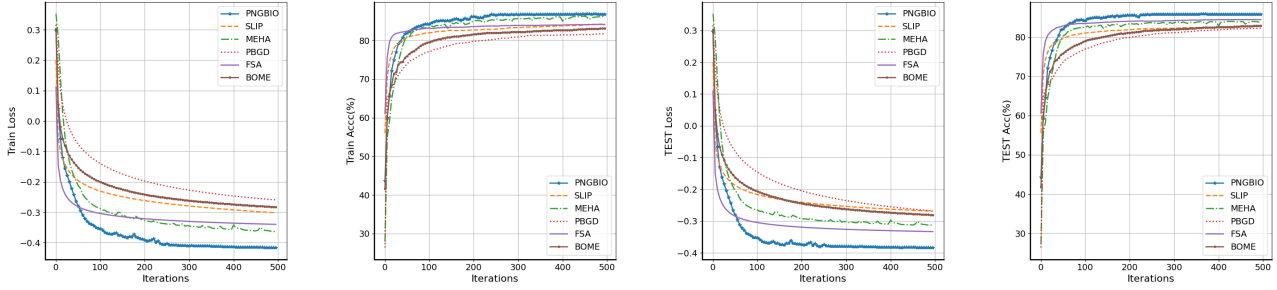 PNGBIO
SLIP
MEHA
PBGD
FSA
BOME
0.3
0.2
0.1
0.0
−0.1
−0.2
−0.3
−0.4
Train Loss
0 100 200 300 400 500
Iterations
PNGBIO
SLIP
MEHA
PBGD
FSA
BOME
80
70
60
50
40
30
Train Accc(%)
0 100 200 300 400 500
Iterations
PNGBIO
SLIP
MEHA
PBGD
FSA
BOME
0.3
0.2
0.1
0.0
−0.1
−0.2
−0.3
−0.4
TEST Loss
0 100 200 300 400 500
Iterations
PNGBIO
SLIP
MEHA
PBGD
FSA
BOME
90
80
70
60
50
40
30
TEST Acc(%)
0 100 200 300 400 500
Iterations